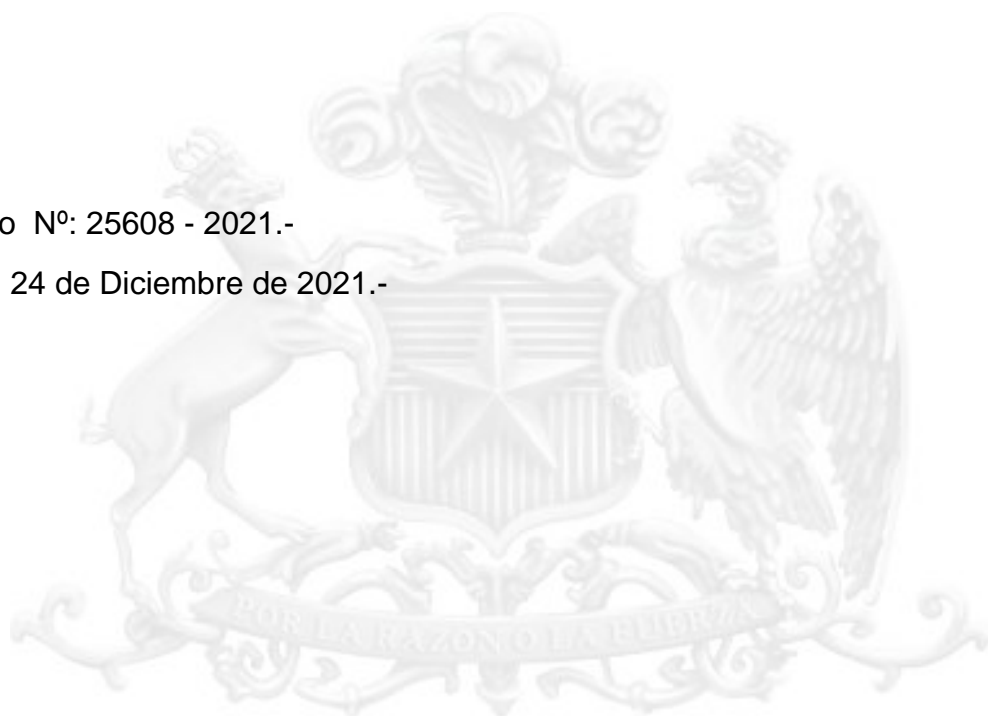 o Nº: 25608 - 2021.-
24 de Diciembre de 2021.-
POR LA RAZON O LA FUERZA